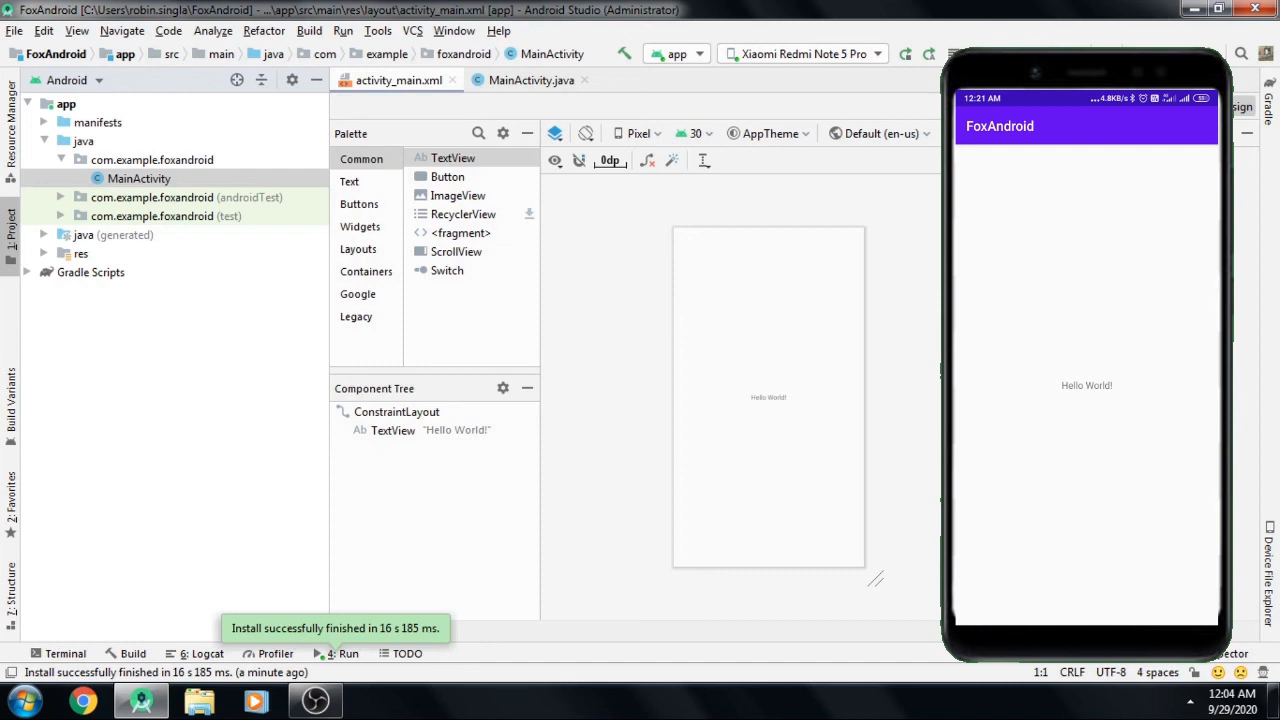 FoxAndroid [C:\Users\robin.singla\FoxAndroid] - ...\app\src\main\res\layout\activity_main.xml [app] - Android Studio (Administrator)
File Edit View Navigate Code Analyze Refactor Build Run Tools VCS Window Help
FoxAndroid app src main java com example foxandroid MainActivity app Xiaomi Redmi Note 5 Pro
Android activity_main.xml MainActivity.java
app
manifests
java
com.example.foxandroid
MainActivity
com.example.foxandroid (androidTest)
com.example.foxandroid (test)
java (generated)
res
Gradle Scripts
Resource Manager
1: Project
Build Variants
2: Favorites
7: Structure
Palette
Common
Text
Buttons
Widgets
Layouts
Containers
Google
Legacy
Ab TextView
Button
ImageView
RecyclerView
<fragment>
ScrollView
Switch
Component Tree
ConstraintLayout
Ab TextView "Hello World!"
Pixel 30 AppTheme Default (en-us)
0dp
Hello World!
12:21 AM ...4.8KB/s
FoxAndroid
Hello World!
sign
Gradle
Device File Explorer
Install successfully finished in 16 s 185 ms.
Terminal Build 6: Logcat Profiler 4: Run TODO
ector
Install successfully finished in 16 s 185 ms. (a minute ago) 1:1 CRLF UTF-8 4 spaces
12:04 AM
9/29/2020